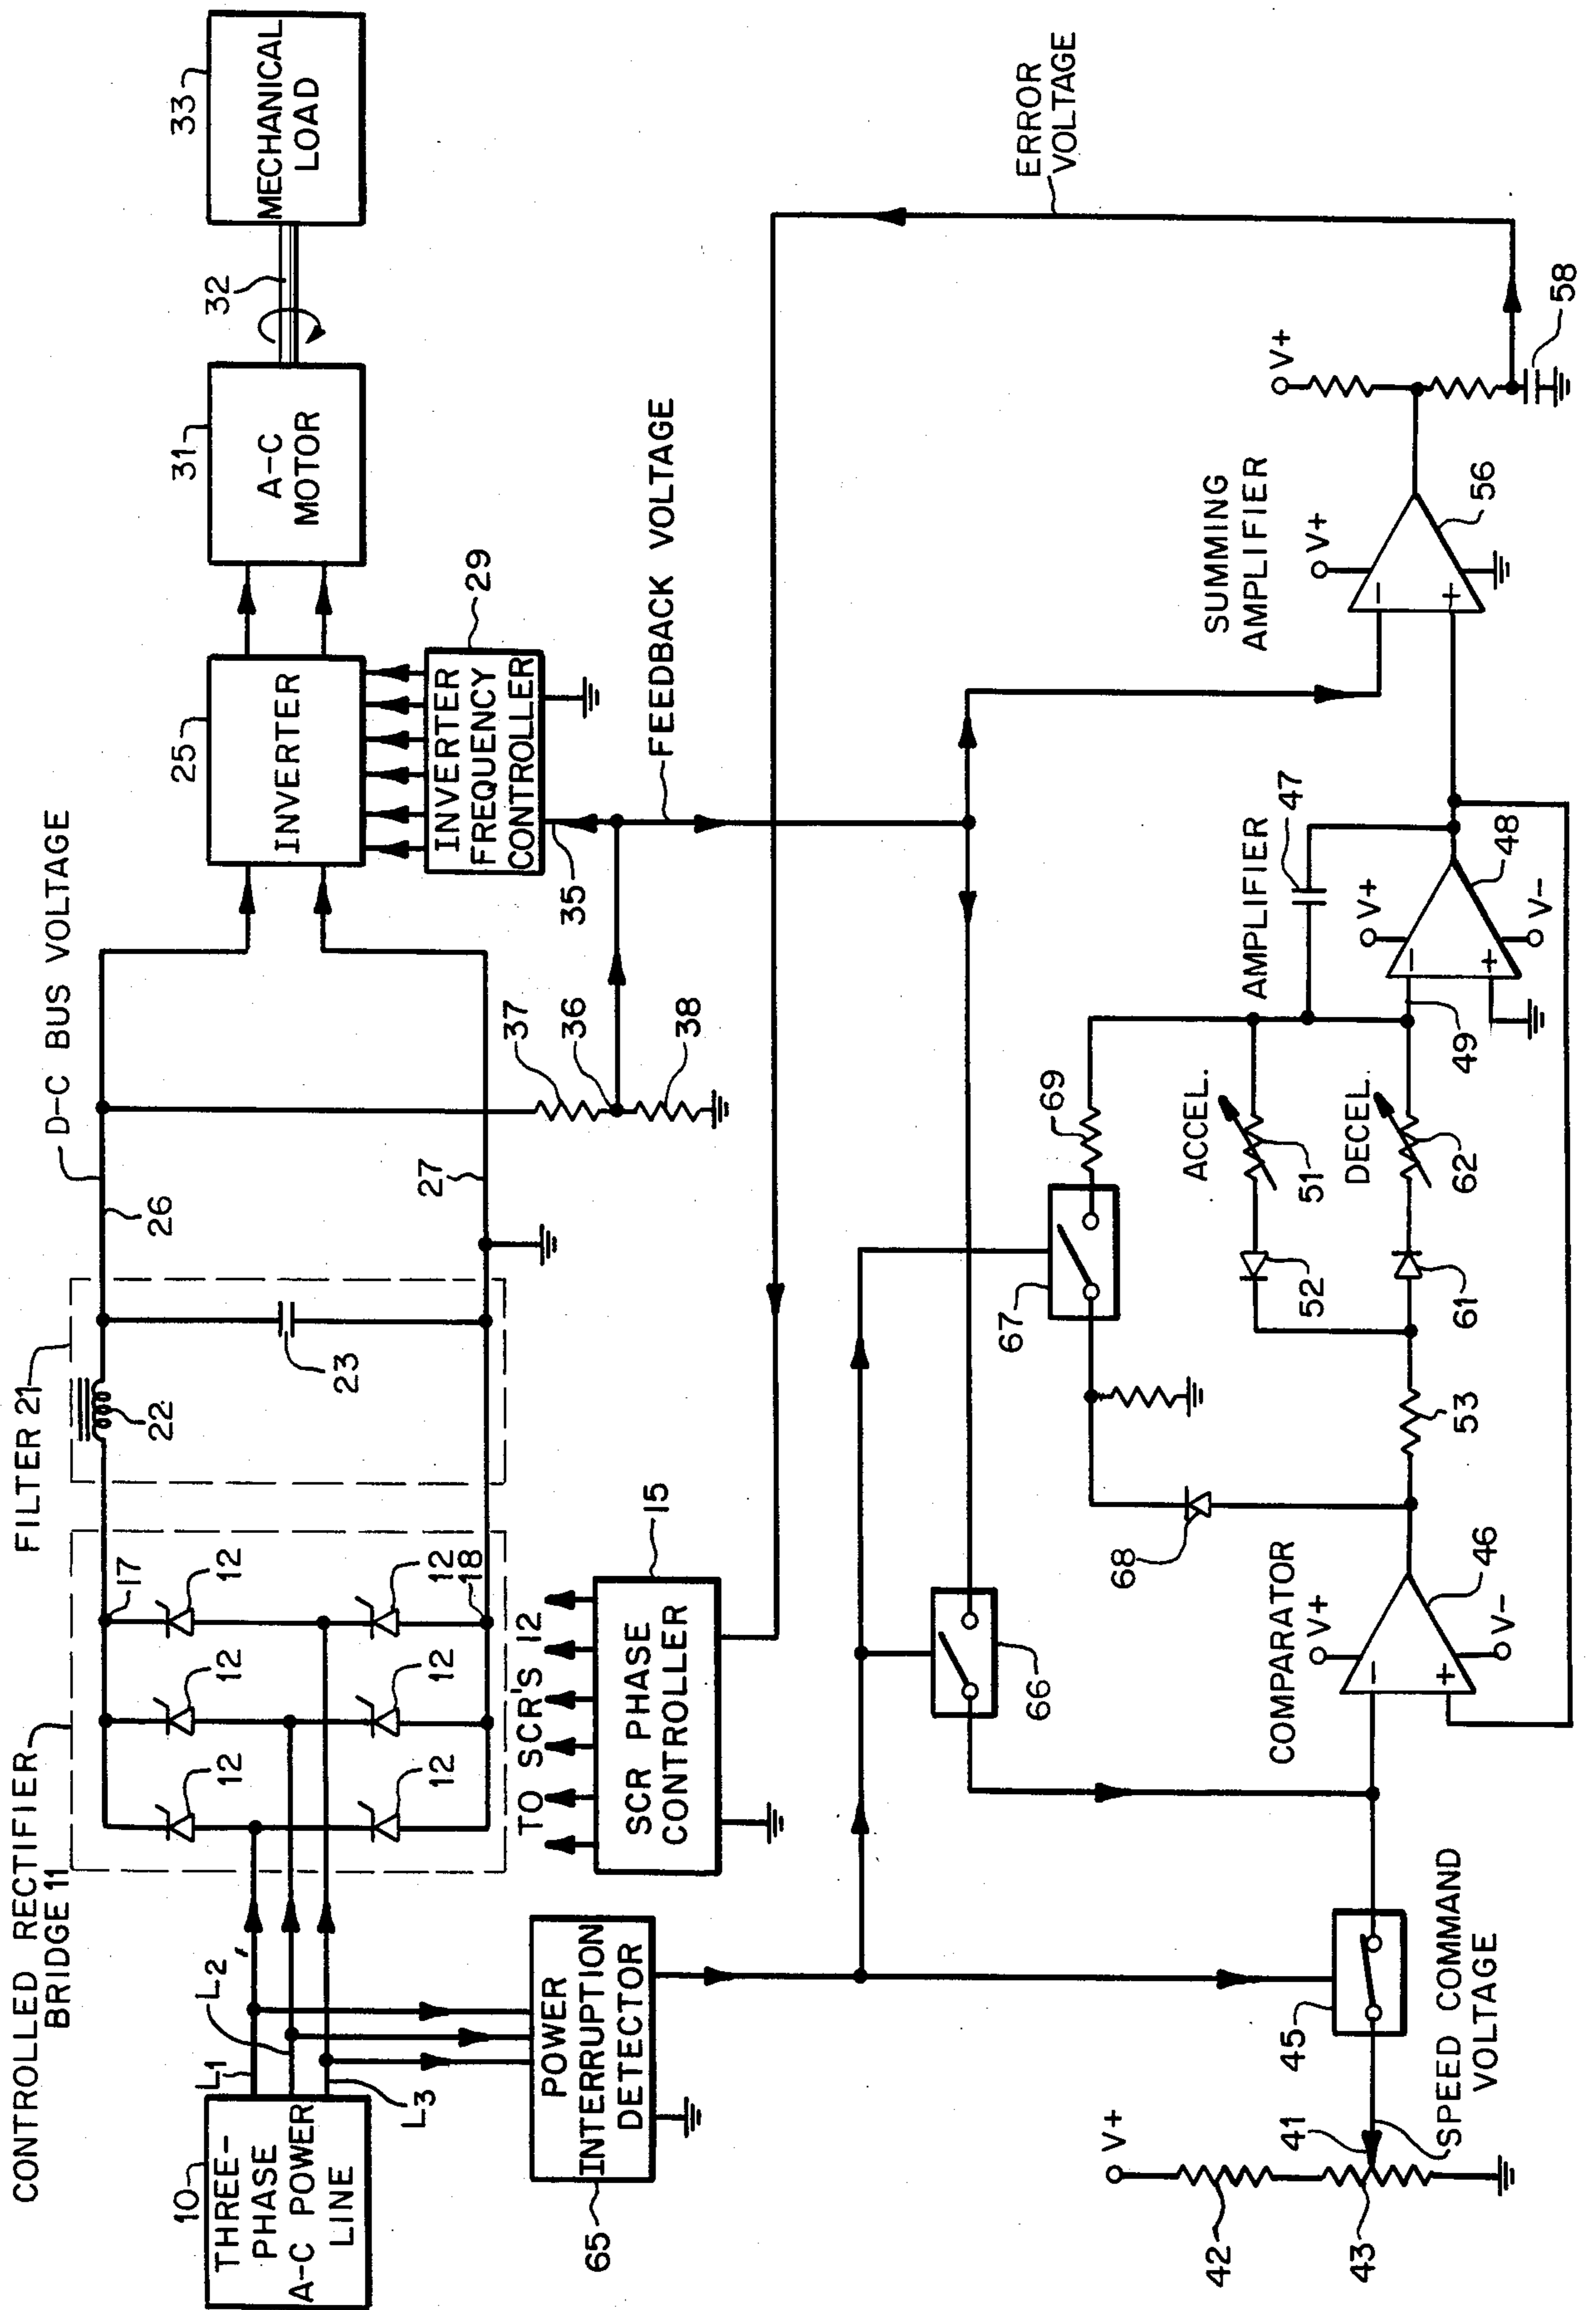 CONTROLLED RECTIFIER
BRIDGE 11
FILTER 21
D-C BUS VOLTAGE
10
THREE-
PHASE
A-C POWER
LINE
L1
L2
L3
12
12
12
12
12
12
17
18
22
23
26
27
25
INVERTER
31
A-C
MOTOR
32
33
MECHANICAL
LOAD
29
INVERTER
FREQUENCY
CONTROLLER
35
37
36
38
FEEDBACK VOLTAGE
TO SCR'S 12
15
SCR PHASE
CONTROLLER
65
POWER
INTERRUPTION
DETECTOR
ERROR
VOLTAGE
66
67
68
69
ACCEL.
51
52
DECEL.
62
61
53
V+
42
43
41
45
SPEED COMMAND
VOLTAGE
COMPARATOR
V+
−
+
V−
46
AMPLIFIER
47
V+
−
+
V−
48
49
SUMMING
AMPLIFIER
V+
−
+
56
V+
58